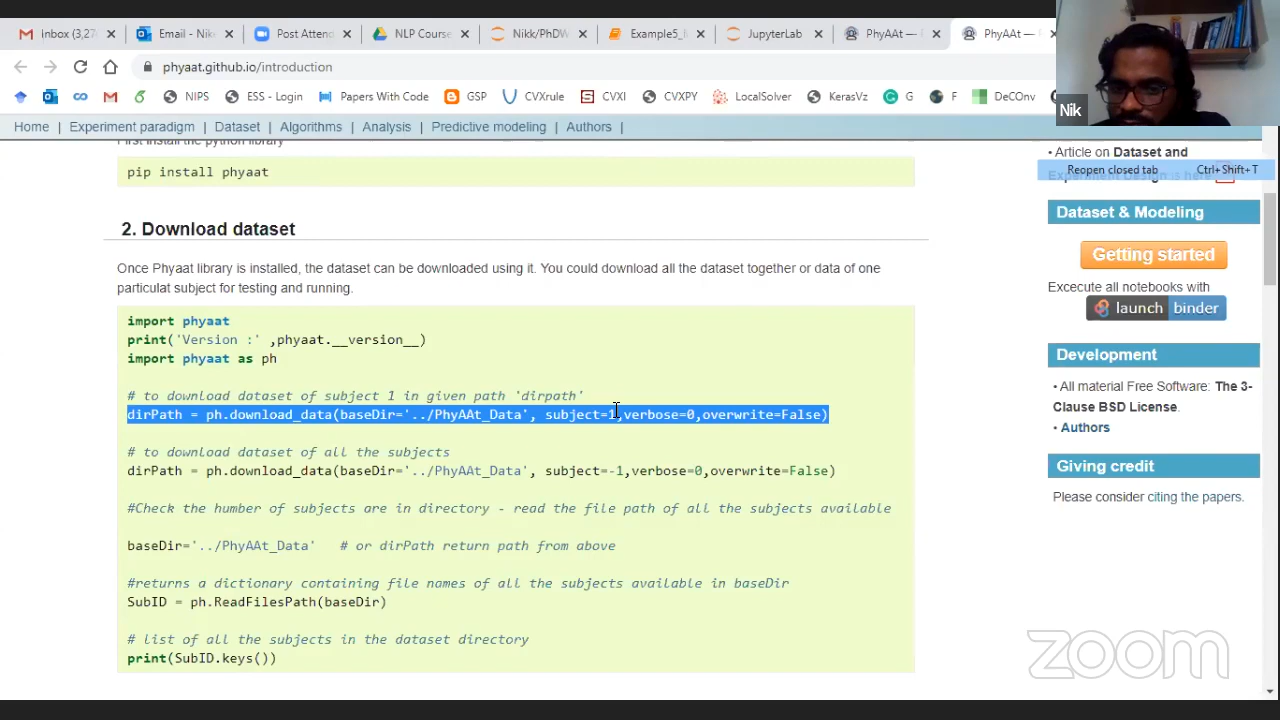 Inbox (3,27
Email - Nik
Post Attend
NLP Course
Nikk/PhDW
Example5_
JupyterLab
PhyAAt —
PhyAAt —
phyaat.github.io/introduction
NIPS
ESS - Login
Papers With Code
GSP
CVXrule
CVXI
CVXPY
LocalSolver
KerasVz
G
F
DeCOnv
Nik
Home | Experiment paradigm | Dataset | Algorithms | Analysis | Predictive modeling | Authors |
First install the python library
pip install phyaat
2. Download dataset
Once Phyaat library is installed, the dataset can be downloaded using it. You could download all the dataset together or data of one
particulat subject for testing and running.
import phyaat
print('Version :' ,phyaat.__version__)
import phyaat as ph
# to download dataset of subject 1 in given path 'dirpath'
dirPath = ph.download_data(baseDir='../PhyAAt_Data', subject=1,verbose=0,overwrite=False)
# to download dataset of all the subjects
dirPath = ph.download_data(baseDir='../PhyAAt_Data', subject=-1,verbose=0,overwrite=False)
#Check the humber of subjects are in directory - read the file path of all the subjects available
baseDir='../PhyAAt_Data' # or dirPath return path from above
#returns a dictionary containing file names of all the subjects available in baseDir
SubID = ph.ReadFilesPath(baseDir)
# list of all the subjects in the dataset directory
print(SubID.keys())
• Article on Dataset and
Reopen closed tab Ctrl+Shift+T
Dataset & Modeling
Getting started
Excecute all notebooks with
launch binder
Development
• All material Free Software: The 3-
Clause BSD License.
• Authors
Giving credit
Please consider citing the papers.
zoom